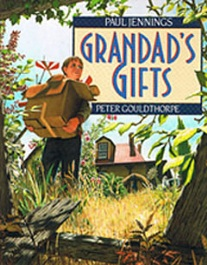 PAUL JENNINGS
GRANDAD'S
GIFTS
PETER GOULDTHORPE